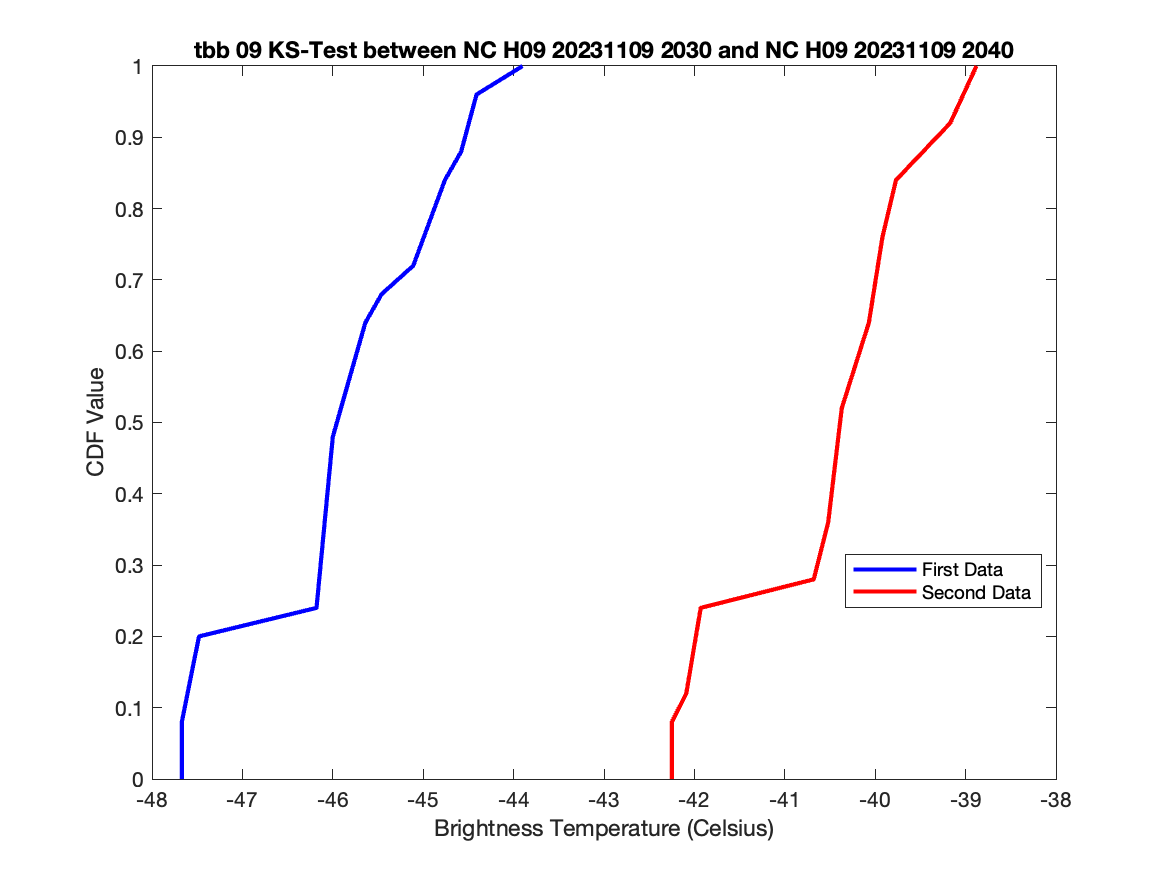 tbb 09 KS-Test between NC H09 20231109 2030 and NC H09 20231109 2040
1
0.9
0.8
0.7
0.6
0.5
0.4
0.3
0.2
0.1
0
CDF Value
First Data
Second Data
-48 -47 -46 -45 -44 -43 -42 -41 -40 -39 -38
Brightness Temperature (Celsius)